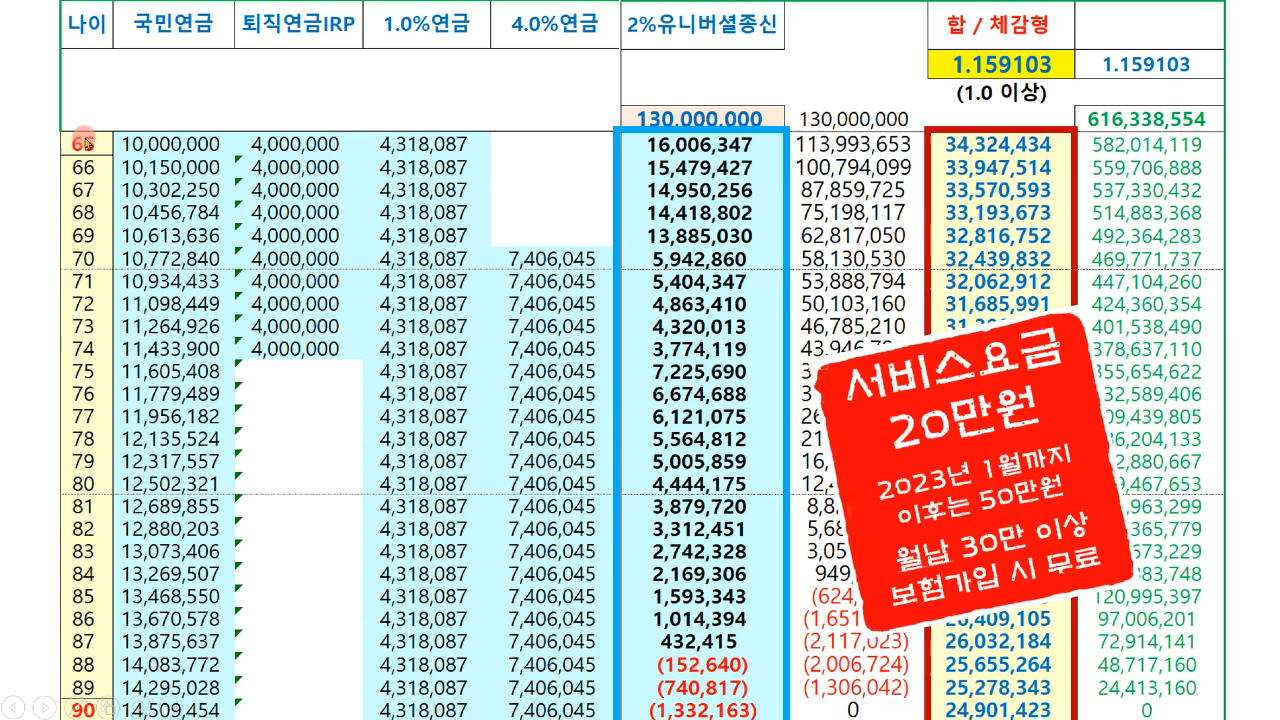 나이 국민연금 퇴직연금IRP 1.0%연금 4.0%연금 2%유니버셜종신 합 / 체감형
1.159103 1.159103
(1.0 이상)
130,000,000 130,000,000 616,338,554
65 10,000,000 4,000,000 4,318,087 16,006,347 113,993,653 34,324,434 582,014,119
66 10,150,000 4,000,000 4,318,087 15,479,427 100,794,099 33,947,514 559,706,888
67 10,302,250 4,000,000 4,318,087 14,950,256 87,859,725 33,570,593 537,330,432
68 10,456,784 4,000,000 4,318,087 14,418,802 75,198,117 33,193,673 514,883,368
69 10,613,636 4,000,000 4,318,087 13,885,030 62,817,050 32,816,752 492,364,283
70 10,772,840 4,000,000 4,318,087 7,406,045 5,942,860 58,130,530 32,439,832 469,771,737
71 10,934,433 4,000,000 4,318,087 7,406,045 5,404,347 53,888,794 32,062,912 447,104,260
72 11,098,449 4,000,000 4,318,087 7,406,045 4,863,410 50,103,160 31,685,991 424,360,354
73 11,264,926 4,000,000 4,318,087 7,406,045 4,320,013 46,785,210 401,538,490
74 11,433,900 4,000,000 4,318,087 7,406,045 3,774,119 378,637,110
75 11,605,408 4,318,087 7,406,045 7,225,690 355,654,622
76 11,779,489 4,318,087 7,406,045 6,674,688
77 11,956,182 4,318,087 7,406,045 6,121,075
78 12,135,524 4,318,087 7,406,045 5,564,812
79 12,317,557 4,318,087 7,406,045 5,005,859
80 12,502,321 4,318,087 7,406,045 4,444,175
81 12,689,855 4,318,087 7,406,045 3,879,720
82 12,880,203 4,318,087 7,406,045 3,312,451
83 13,073,406 4,318,087 7,406,045 2,742,328
84 13,269,507 4,318,087 7,406,045 2,169,306
85 13,468,550 4,318,087 7,406,045 1,593,343 120,995,397
86 13,670,578 4,318,087 7,406,045 1,014,394 26,409,105 97,006,201
87 13,875,637 4,318,087 7,406,045 432,415 (2,117,023) 26,032,184 72,914,141
88 14,083,772 4,318,087 7,406,045 (152,640) (2,006,724) 25,655,264 48,717,160
89 14,295,028 4,318,087 7,406,045 (740,817) (1,306,042) 25,278,343 24,413,160
90 14,509,454 4,318,087 7,406,045 (1,332,163) 0 24,901,423 0
서비스요금
20만원
2023년 1월까지
이후는 50만원
월납 30만 이상
보험가입 시 무료